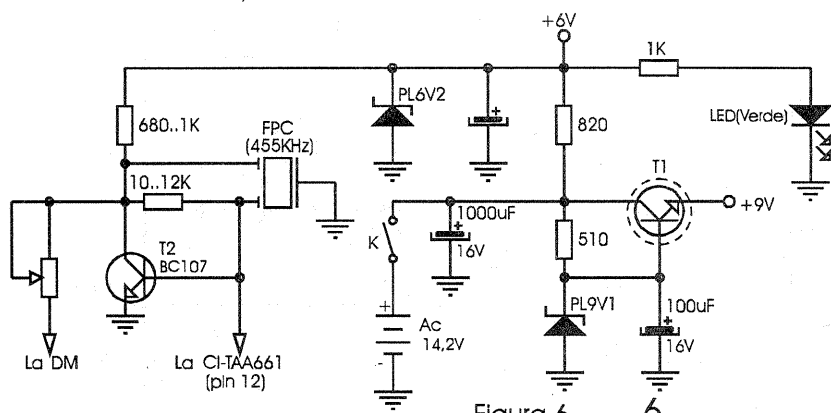 +6V
1K
680..1K
FPC
(455KHz)
PL6V2
+
820
LED(Verde)
10..12K
T1
+9V
1000uF
+
16V
K
510
T2
BC107
+
Ac
14,2V
-
PL9V1
100uF
+
16V
La DM
La CI-TAA661
(pin 12)
Figura 6
6